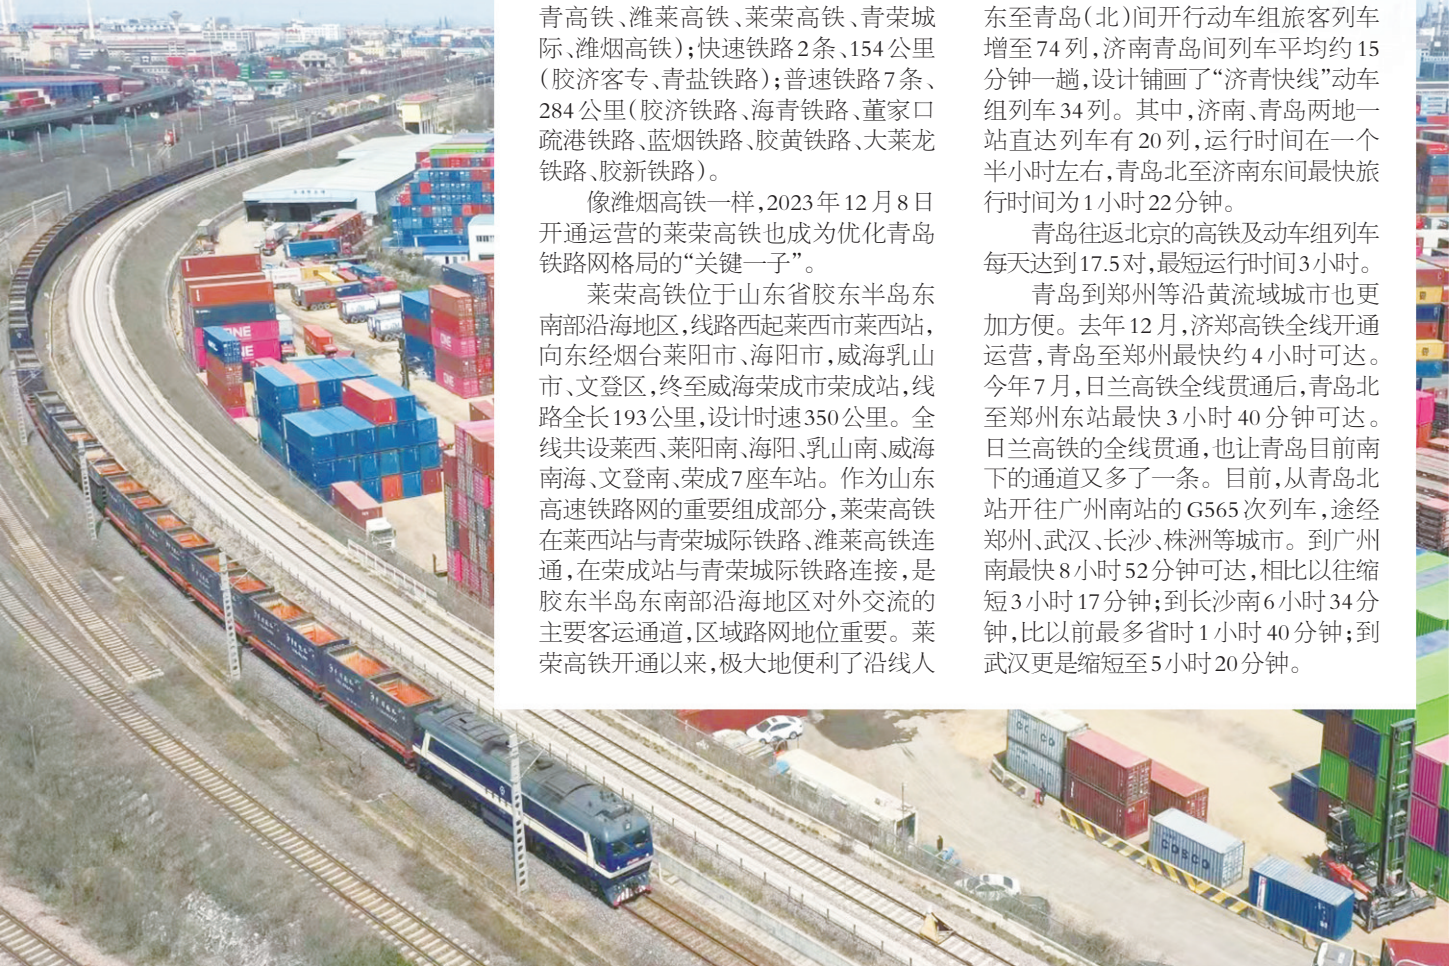 青高铁、潍莱高铁、莱荣高铁、青荣城
际、潍烟高铁）；快速铁路2条、154公里
（胶济客专、青盐铁路）；普速铁路7条、
284公里（胶济铁路、海青铁路、董家口
疏港铁路、蓝烟铁路、胶黄铁路、大莱龙
铁路、胶新铁路）。
像潍烟高铁一样，2023年12月8日
开通运营的莱荣高铁也成为优化青岛
铁路网格局的“关键一子”。
莱荣高铁位于山东省胶东半岛东
南部沿海地区，线路西起莱西市莱西站，
向东经烟台莱阳市、海阳市，威海乳山
市、文登区，终至威海荣成市荣成站，线
路全长193公里，设计时速350公里。全
线共设莱西、莱阳南、海阳、乳山南、威海
南海、文登南、荣成7座车站。作为山东
高速铁路网的重要组成部分，莱荣高铁
在莱西站与青荣城际铁路、潍莱高铁连
通，在荣成站与青荣城际铁路连接，是
胶东半岛东南部沿海地区对外交流的
主要客运通道，区域路网地位重要。莱
荣高铁开通以来，极大地便利了沿线人
东至青岛（北）间开行动车组旅客列车
增至74列，济南青岛间列车平均约15
分钟一趟，设计铺画了“济青快线”动车
组列车34列。其中，济南、青岛两地一
站直达列车有20列，运行时间在一个
半小时左右，青岛北至济南东间最快旅
行时间为1小时22分钟。
青岛往返北京的高铁及动车组列车
每天达到17.5对，最短运行时间3小时。
青岛到郑州等沿黄流域城市也更
加方便。去年12月，济郑高铁全线开通
运营，青岛至郑州最快约4小时可达。
今年7月，日兰高铁全线贯通后，青岛北
至郑州东站最快3小时40分钟可达。
日兰高铁的全线贯通，也让青岛目前南
下的通道又多了一条。目前，从青岛北
站开往广州南站的G565次列车，途经
郑州、武汉、长沙、株洲等城市。到广州
南最快8小时52分钟可达，相比以往缩
短3小时17分钟；到长沙南6小时34分
钟，比以前最多省时1小时40分钟；到
武汉更是缩短至5小时20分钟。
ONE
ONE
COSCO